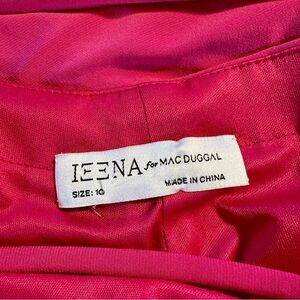 IEENA for MAC DUGGAL
SIZE: 10
MADE IN CHINA